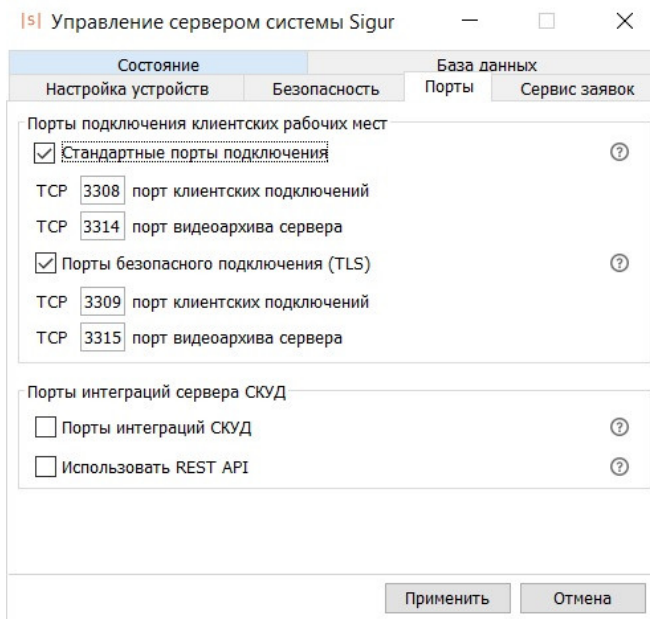 |s| Управление сервером системы Sigur
Состояние База данных
Настройка устройств Безопасность Порты Сервис заявок
Порты подключения клиентских рабочих мест
Стандартные порты подключения ?
TCP 3308 порт клиентских подключений
TCP 3314 порт видеоархива сервера
Порты безопасного подключения (TLS) ?
TCP 3309 порт клиентских подключений
TCP 3315 порт видеоархива сервера
Порты интеграций сервера СКУД
Порты интеграций СКУД ?
Использовать REST API ?
Применить Отмена